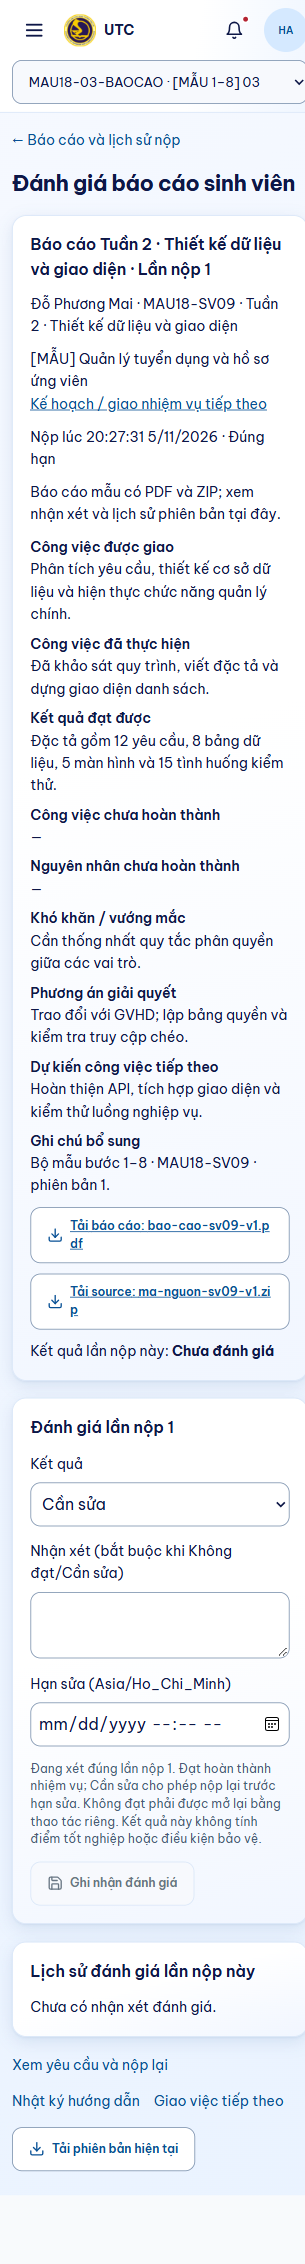 UTC
HA
MAU18-03-BAOCAO · [MẪU 1–8] 03
← Báo cáo và lịch sử nộp
Đánh giá báo cáo sinh viên
Báo cáo Tuần 2 · Thiết kế dữ liệu
và giao diện · Lần nộp 1
Đỗ Phương Mai · MAU18-SV09 · Tuần
2 · Thiết kế dữ liệu và giao diện
[MẪU] Quản lý tuyển dụng và hồ sơ
ứng viên
Kế hoạch / giao nhiệm vụ tiếp theo
Nộp lúc 20:27:31 5/11/2026 · Đúng
hạn
Báo cáo mẫu có PDF và ZIP; xem
nhận xét và lịch sử phiên bản tại đây.
Công việc được giao
Phân tích yêu cầu, thiết kế cơ sở dữ
liệu và hiện thực chức năng quản lý
chính.
Công việc đã thực hiện
Đã khảo sát quy trình, viết đặc tả và
dựng giao diện danh sách.
Kết quả đạt được
Đặc tả gồm 12 yêu cầu, 8 bảng dữ
liệu, 5 màn hình và 15 tình huống kiểm
thử.
Công việc chưa hoàn thành
—
Nguyên nhân chưa hoàn thành
—
Khó khăn / vướng mắc
Cần thống nhất quy tắc phân quyền
giữa các vai trò.
Phương án giải quyết
Trao đổi với GVHD; lập bảng quyền và
kiểm tra truy cập chéo.
Dự kiến công việc tiếp theo
Hoàn thiện API, tích hợp giao diện và
kiểm thử luồng nghiệp vụ.
Ghi chú bổ sung
Bộ mẫu bước 1–8 · MAU18-SV09 ·
phiên bản 1.
Tải báo cáo: bao-cao-sv09-v1.p
df
Tải source: ma-nguon-sv09-v1.zi
p
Kết quả lần nộp này: Chưa đánh giá
Đánh giá lần nộp 1
Kết quả
Cần sửa
Nhận xét (bắt buộc khi Không
đạt/Cần sửa)
Hạn sửa (Asia/Ho_Chi_Minh)
mm/dd/yyyy --:-- --
Đang xét đúng lần nộp 1. Đạt hoàn thành
nhiệm vụ; Cần sửa cho phép nộp lại trước
hạn sửa. Không đạt phải được mở lại bằng
thao tác riêng. Kết quả này không tính
điểm tốt nghiệp hoặc điều kiện bảo vệ.
Ghi nhận đánh giá
Lịch sử đánh giá lần nộp này
Chưa có nhận xét đánh giá.
Xem yêu cầu và nộp lại
Nhật ký hướng dẫn Giao việc tiếp theo
Tải phiên bản hiện tại